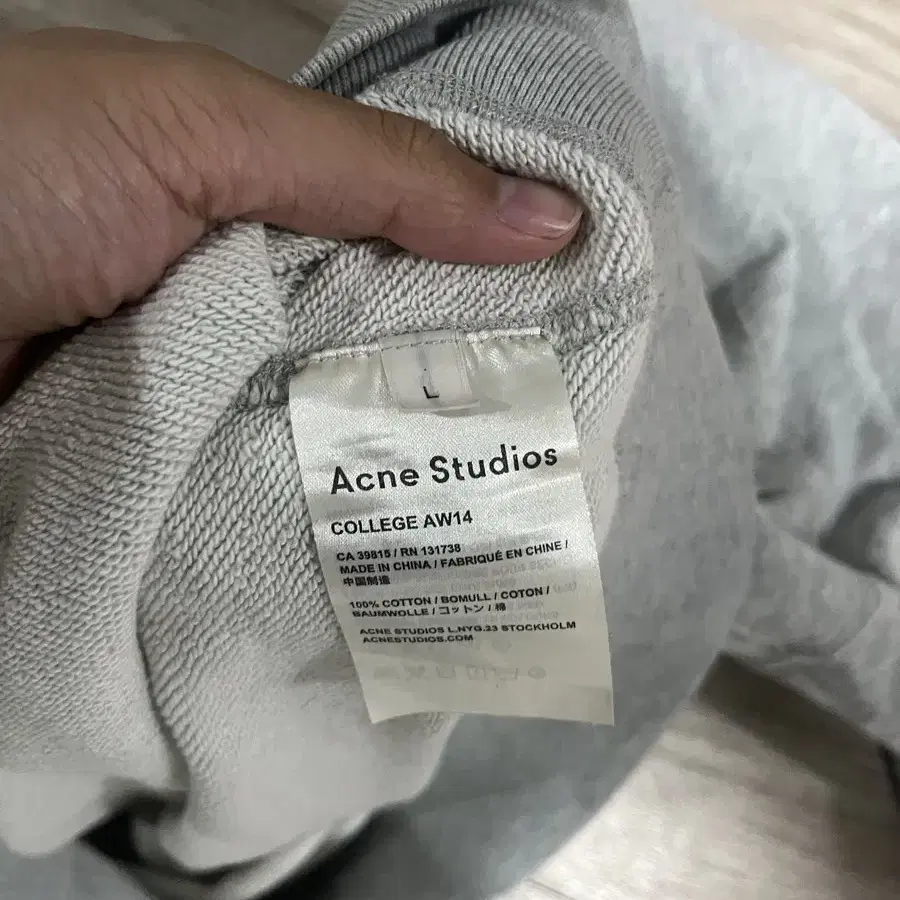 L
Acne Studios
COLLEGE AW14
CA 39815 / RN 131738
MADE IN CHINA / FABRIQUÉ EN CHINE /
中国制造
100% COTTON / BOMULL / COTON /
BAUMWOLLE / コットン / 棉
ACNE STUDIOS L.NYG.23 STOCKHOLM
ACNESTUDIOS.COM